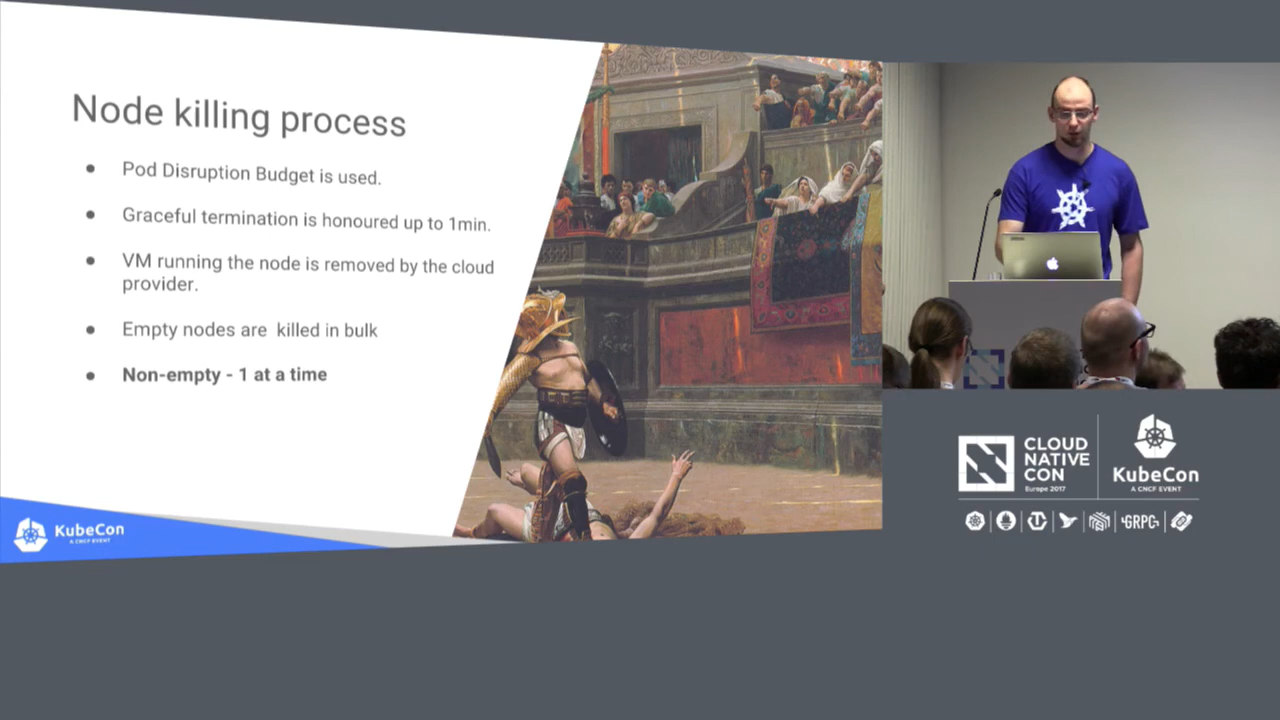 Node killing process
● Pod Disruption Budget is used.
● Graceful termination is honoured up to 1min.
● VM running the node is removed by the cloud
provider.
● Empty nodes are killed in bulk
● Non-empty - 1 at a time
KubeCon
A CNCF EVENT
CLOUD
NATIVE
CON
Europe 2017
KubeCon
A CNCF EVENT
GRPC